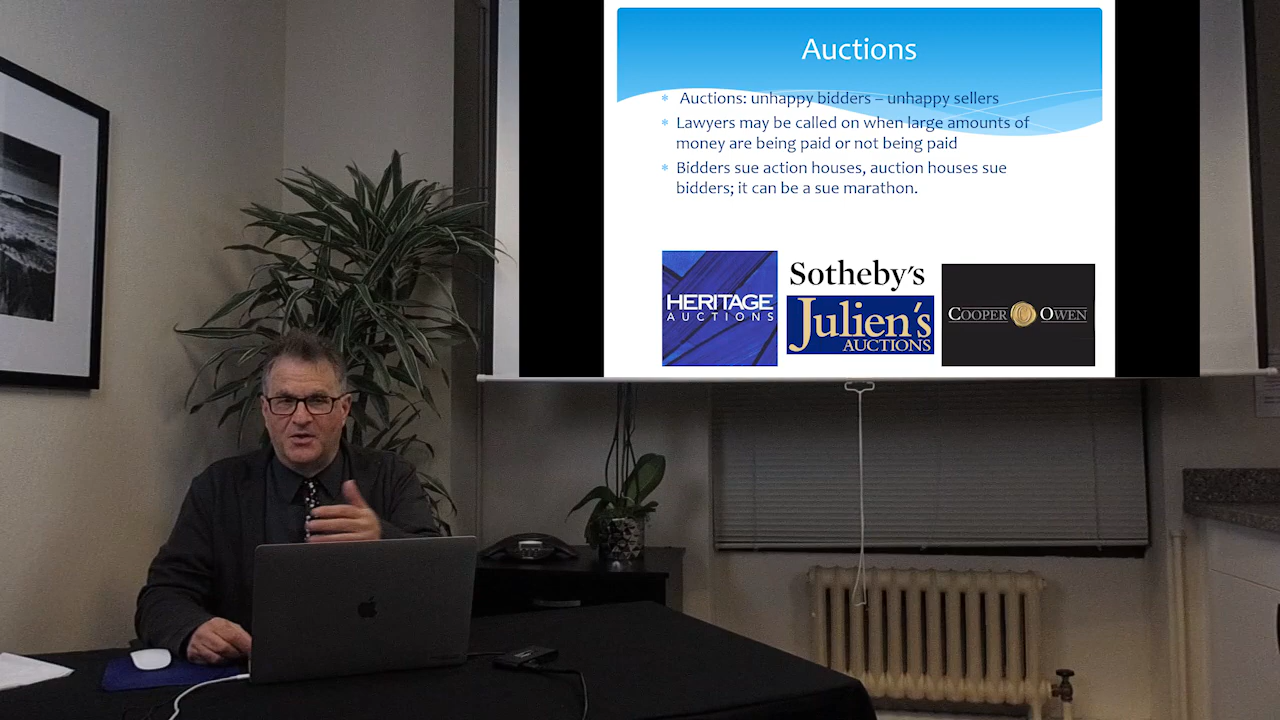 Auctions
Auctions: unhappy bidders – unhappy sellers
Lawyers may be called on when large amounts of
money are being paid or not being paid
Bidders sue action houses, auction houses sue
bidders; it can be a sue marathon.
HERITAGE
AUCTIONS
Sotheby's
Julien's
AUCTIONS
COOPER OWEN